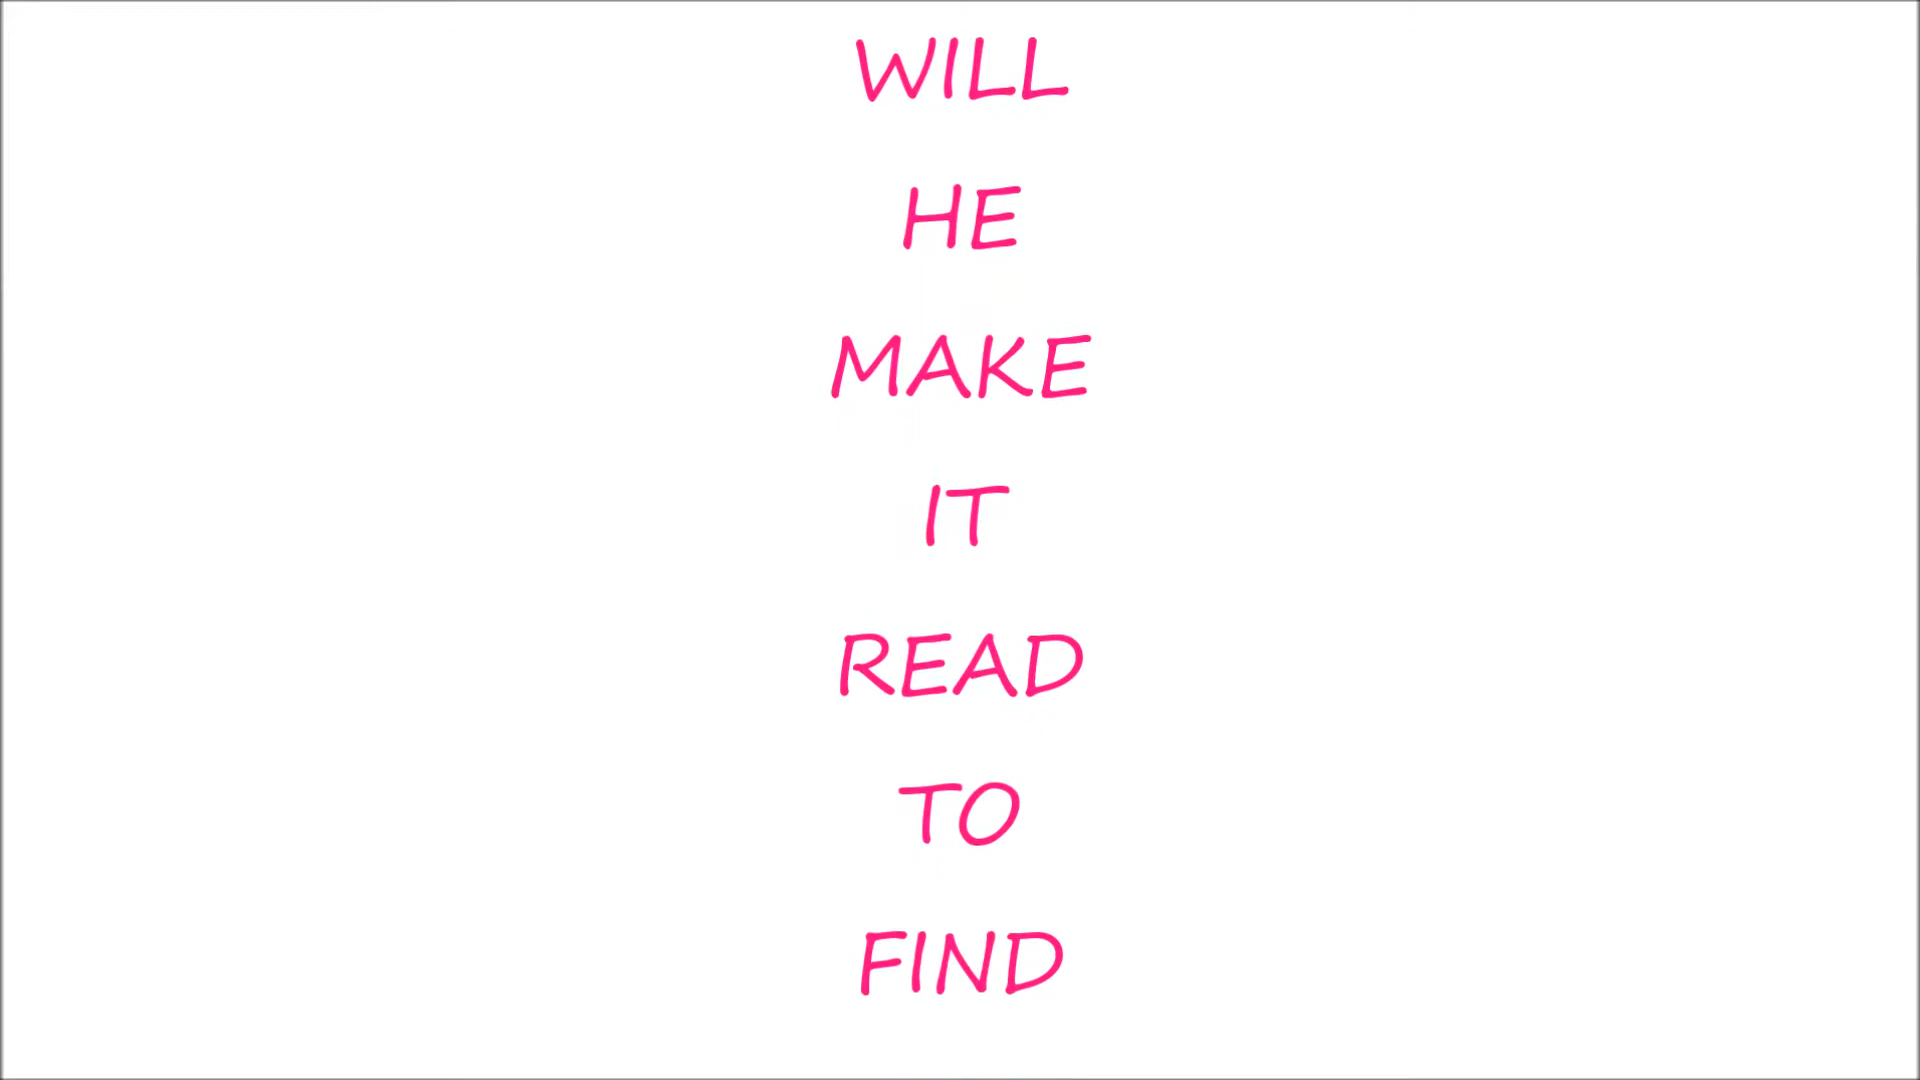 WILL
HE
MAKE
IT
READ
TO
FIND